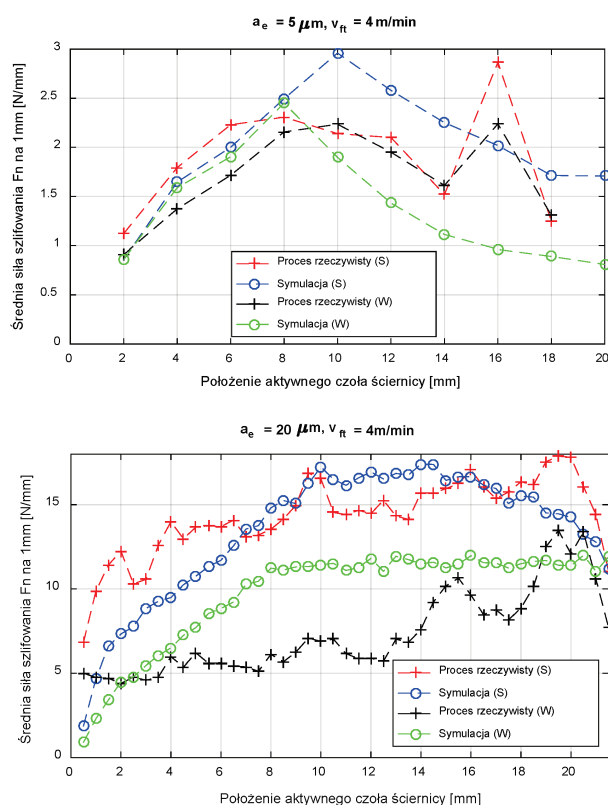 a e = 5 μm, v ft = 4 m/min
Średnia siła szlifowania Fn na 1mm [N/mm]
3
2.5
2
1.5
1
0.5
0
Proces rzeczywisty (S)
Symulacja (S)
Proces rzeczywisty (W)
Symulacja (W)
0 2 4 6 8 10 12 14 16 18 20
Położenie aktywnego czoła ściernicy [mm]
a e = 20 μm, v ft = 4m/min
Średnia siła szlifowania Fn na 1mm [N/mm]
15
10
5
0
Proces rzeczywisty (S)
Symulacja (S)
Proces rzeczywisty (W)
Symulacja (W)
0 2 4 6 8 10 12 14 16 18 20
Położenie aktywnego czoła ściernicy [mm]